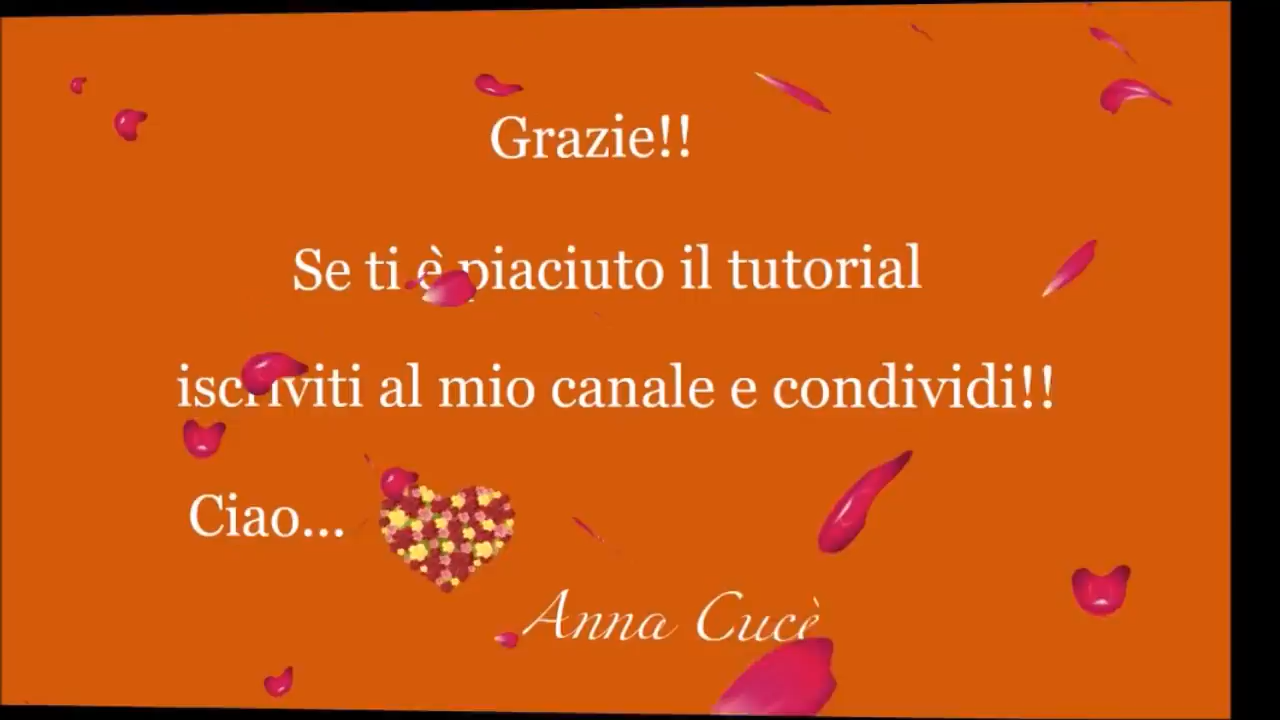 Grazie!!
Se ti è piaciuto il tutorial
iscriviti al mio canale e condividi!!
Ciao...
Anna Cucè